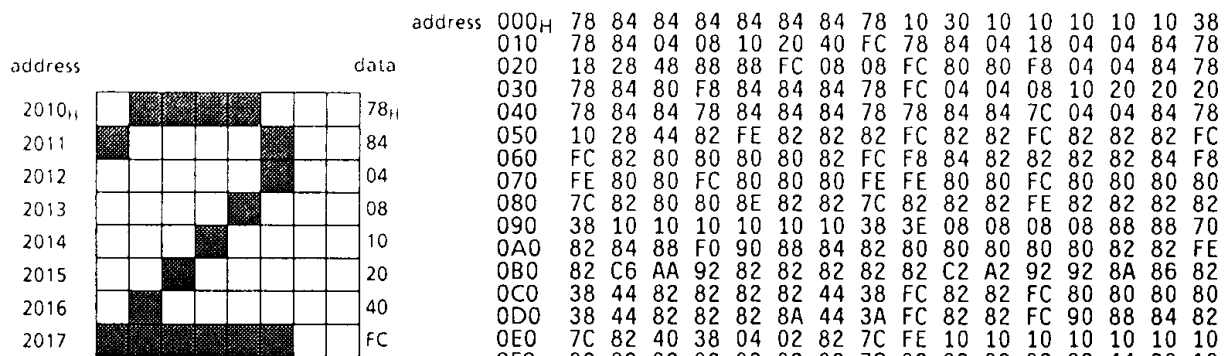 address data
2010H 78H
2011 84
2012 04
2013 08
2014 10
2015 20
2016 40
2017 FC
address 000H 78 84 84 84 84 84 84 78 10 30 10 10 10 10 10 38
010 78 84 04 08 10 20 40 FC 78 84 04 18 04 04 84 78
020 18 28 48 88 88 FC 08 08 FC 80 80 F8 04 04 84 78
030 78 84 80 F8 84 84 84 78 FC 04 04 08 10 20 20 20
040 78 84 84 78 84 84 84 78 78 84 84 7C 04 04 84 78
050 10 28 44 82 FE 82 82 82 FC 82 82 FC 82 82 82 FC
060 FC 82 80 80 80 80 82 FC F8 84 82 82 82 82 84 F8
070 FE 80 80 FC 80 80 80 FE FE 80 80 FC 80 80 80 80
080 7C 82 80 80 8E 82 82 7C 82 82 82 FE 82 82 82 82
090 38 10 10 10 10 10 10 38 3E 08 08 08 08 88 88 70
0A0 82 84 88 F0 90 88 84 82 80 80 80 80 80 82 82 FE
0B0 82 C6 AA 92 82 82 82 82 82 C2 A2 92 92 8A 86 82
0C0 38 44 82 82 82 82 44 38 FC 82 82 FC 80 80 80 80
0D0 38 44 82 82 82 8A 44 3A FC 82 82 FC 90 88 84 82
0E0 7C 82 40 38 04 02 82 7C FE 10 10 10 10 10 10 10